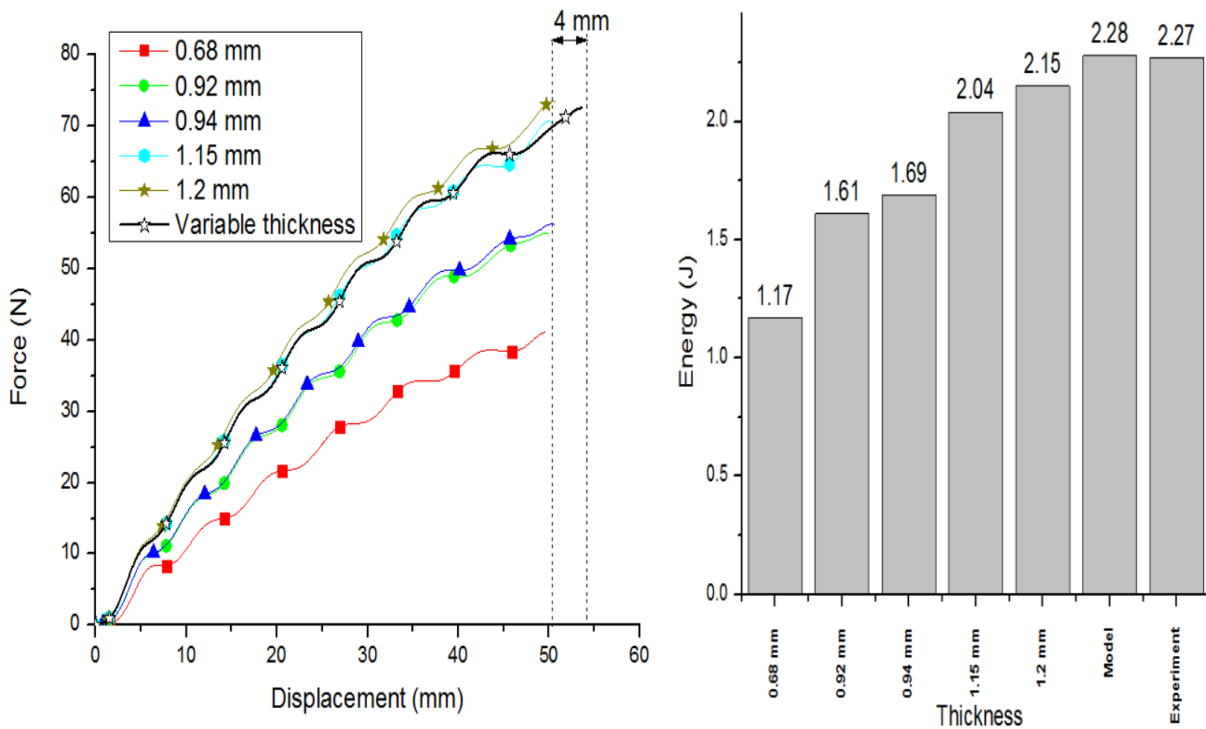 4 mm
80
70
60
50
40
30
20
10
0
Force (N)
0.68 mm
0.92 mm
0.94 mm
1.15 mm
1.2 mm
Variable thickness
0
10
20
30
40
50
60
Displacement (mm)
2.0
1.5
1.0
0.5
0.0
Energy (J)
1.17
1.61
1.69
2.04
2.15
2.28
2.27
0.68 mm
0.92 mm
0.94 mm
1.15 mm
1.2 mm
Model
Experiment
Thickness